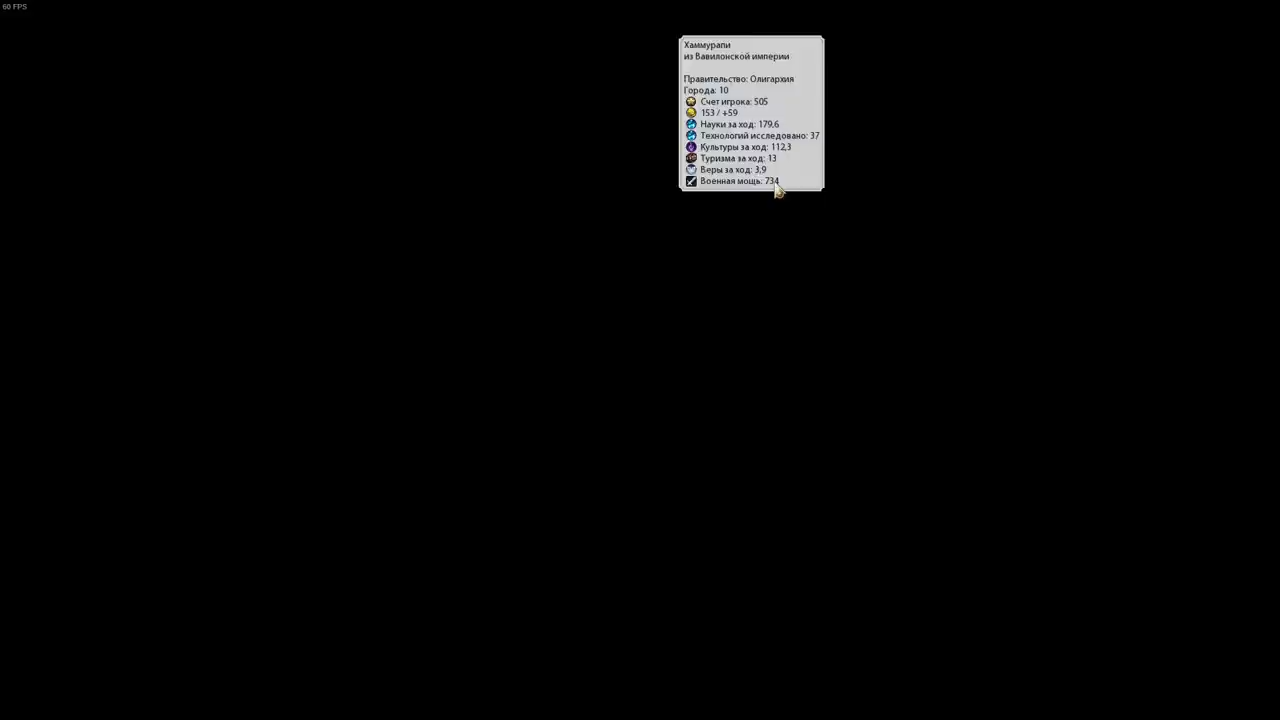 60 FPS
Хаммурапи
из Вавилонской империи
Правительство: Олигархия
Города: 10
Счет игрока: 505
153 / +59
Науки за ход: 179,6
Технологий исследовано: 37
Культуры за ход: 112,3
Туризма за ход: 13
Веры за ход: 3,9
Военная мощь: 734